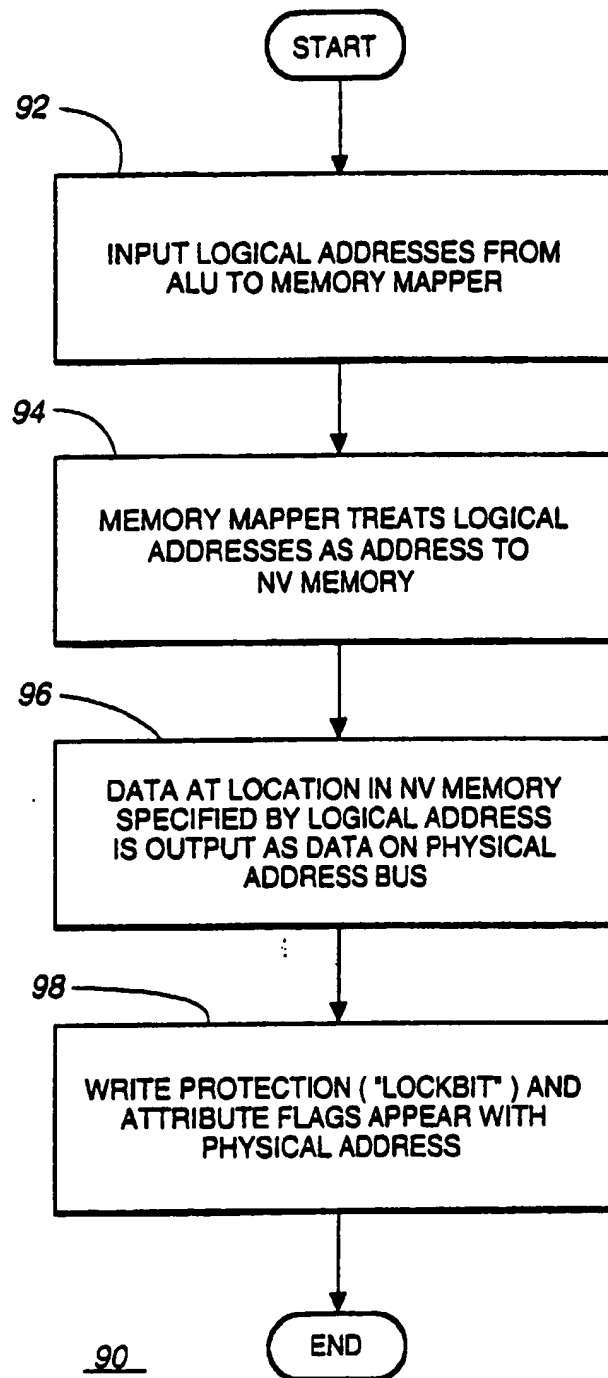 START
92
INPUT LOGICAL ADDRESSES FROM
ALU TO MEMORY MAPPER
94
MEMORY MAPPER TREATS LOGICAL
ADDRESSES AS ADDRESS TO
NV MEMORY
96
DATA AT LOCATION IN NV MEMORY
SPECIFIED BY LOGICAL ADDRESS
IS OUTPUT AS DATA ON PHYSICAL
ADDRESS BUS
98
WRITE PROTECTION ( "LOCKBIT" ) AND
ATTRIBUTE FLAGS APPEAR WITH
PHYSICAL ADDRESS
END
90